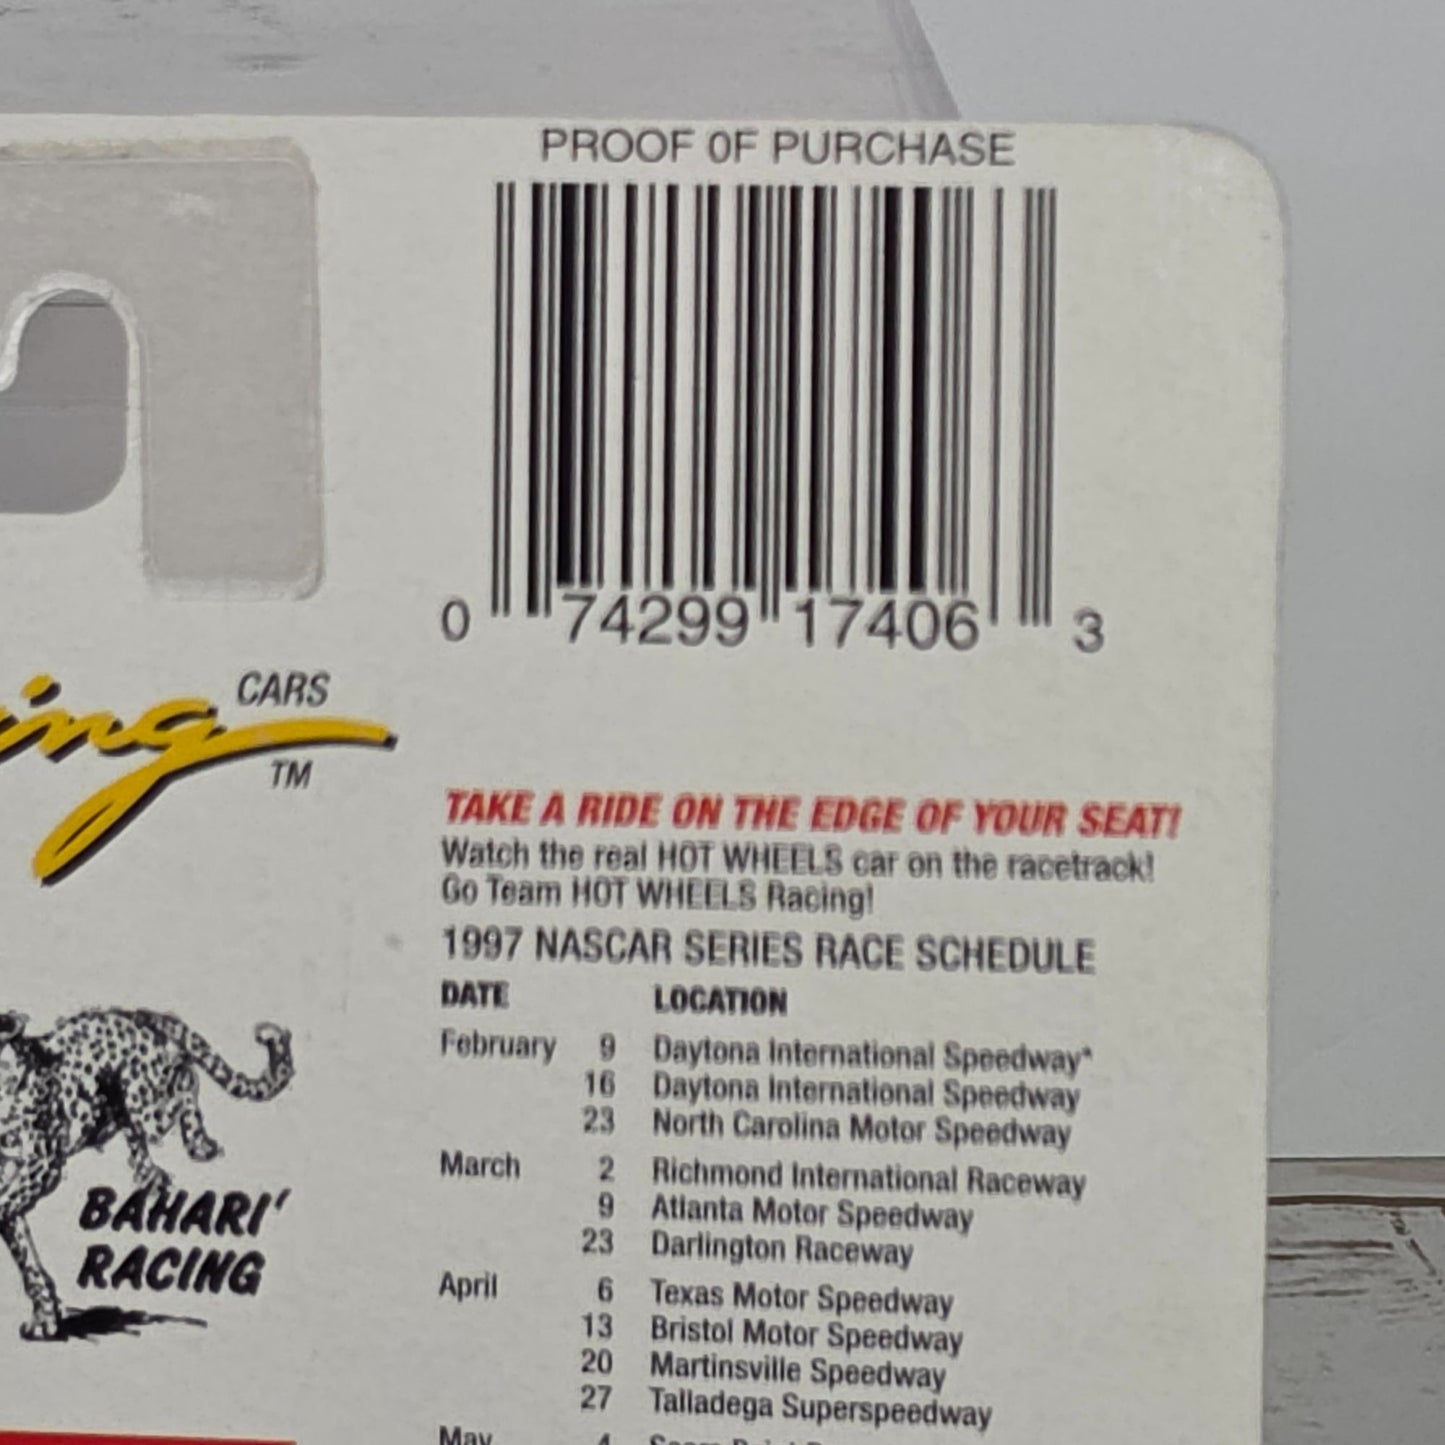 PROOF OF PURCHASE
0 74299 17406 3
CARS
TM
TAKE A RIDE ON THE EDGE OF YOUR SEAT!
Watch the real HOT WHEELS car on the racetrack!
Go Team HOT WHEELS Racing!
1997 NASCAR SERIES RACE SCHEDULE
DATE LOCATION
February 9 Daytona International Speedway*
16 Daytona International Speedway
23 North Carolina Motor Speedway
March 2 Richmond International Raceway
9 Atlanta Motor Speedway
23 Darlington Raceway
April 6 Texas Motor Speedway
13 Bristol Motor Speedway
20 Martinsville Speedway
27 Talladega Superspeedway
May
BAHARI'
RACING